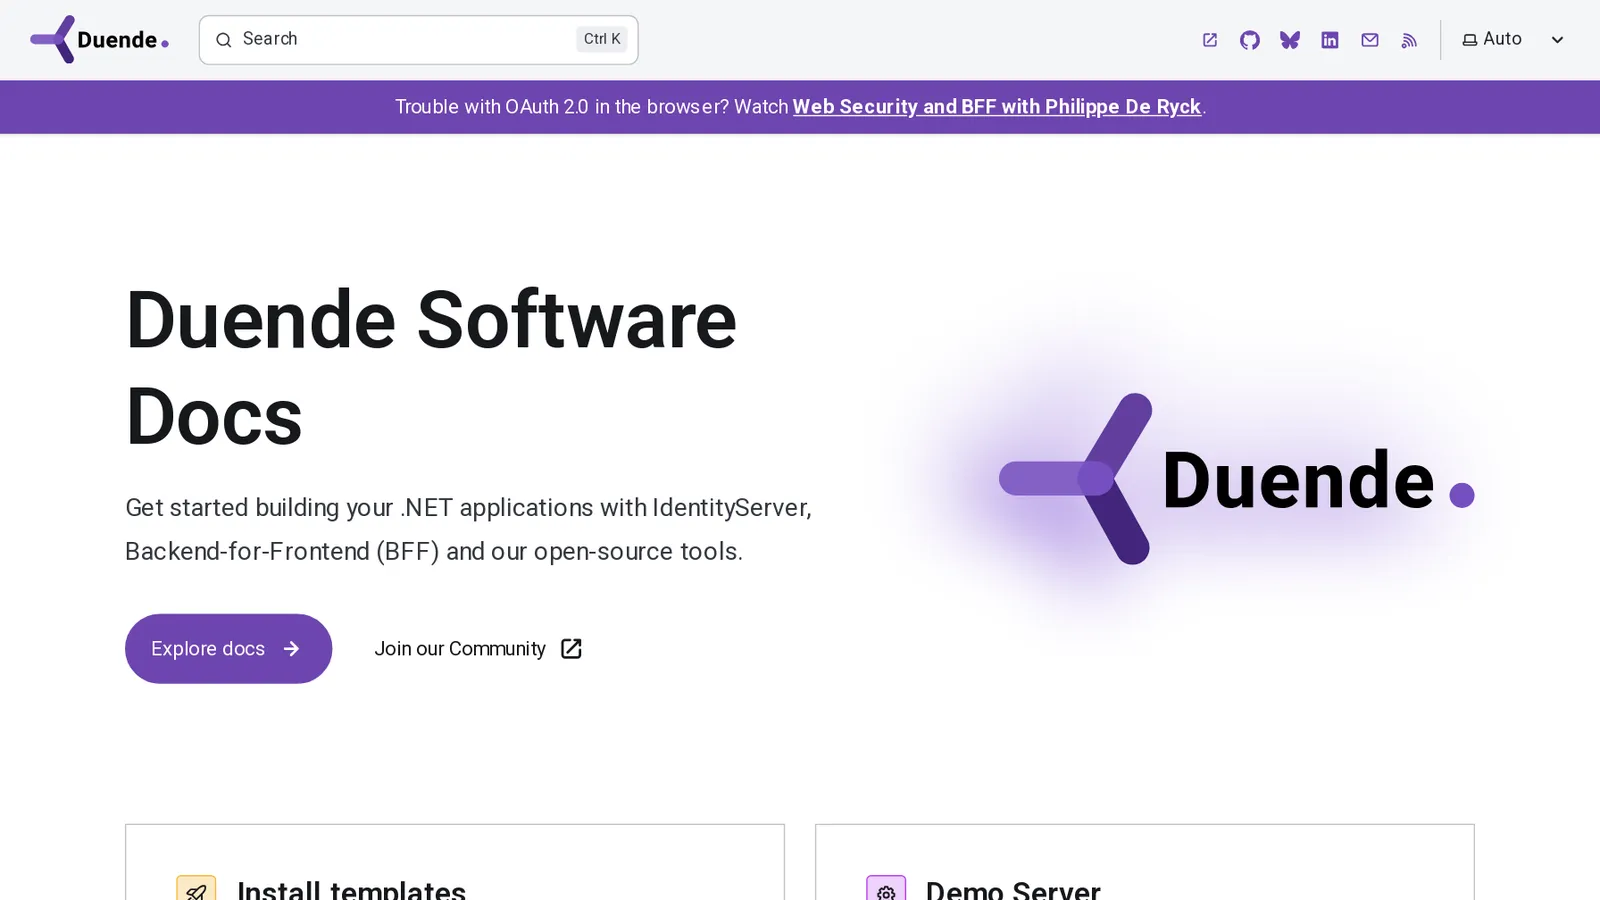 Duende
Search
Ctrl K
Auto
Trouble with OAuth 2.0 in the browser? Watch Web Security and BFF with Philippe De Ryck.
Duende Software
Docs
Get started building your .NET applications with IdentityServer,
Backend-for-Frontend (BFF) and our open-source tools.
Explore docs
Join our Community
Duende
Install templates
Demo Server